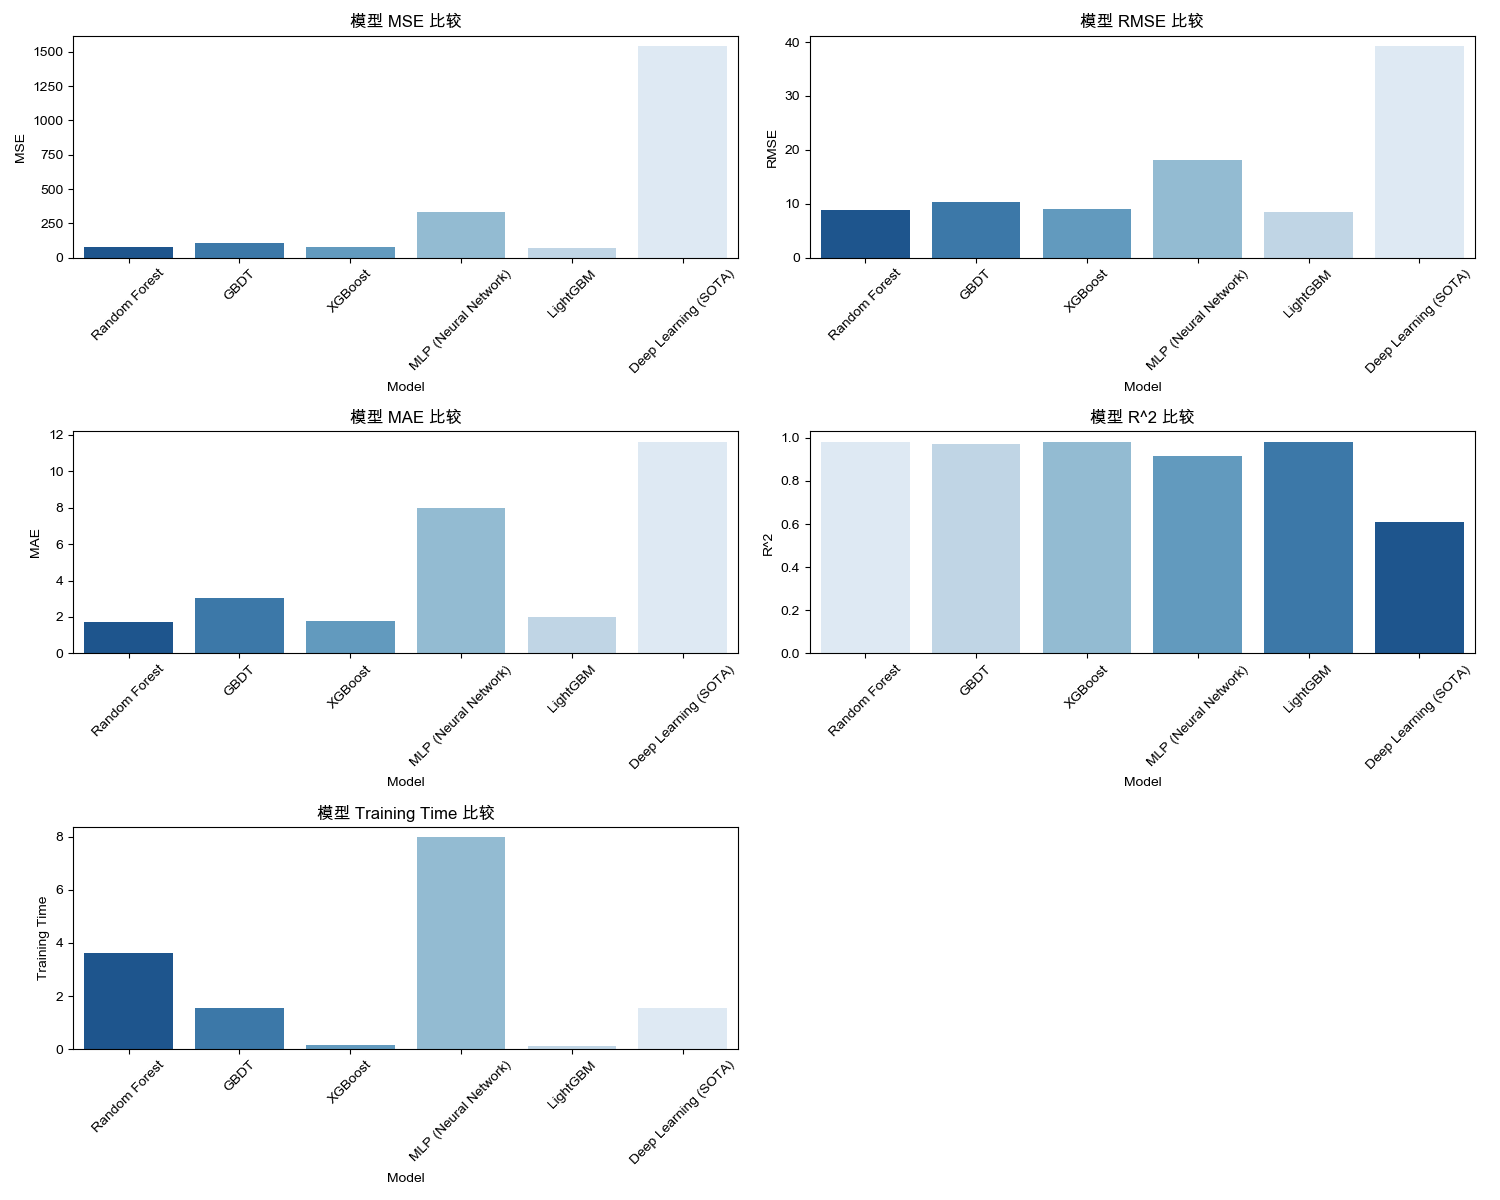 模型 MSE 比较
MSE
1500
1250
1000
750
500
250
0
Random Forest
GBDT
XGBoost
MLP (Neural Network)
LightGBM
Deep Learning (SOTA)
Model
模型 RMSE 比较
RMSE
40
30
20
10
0
Random Forest
GBDT
XGBoost
MLP (Neural Network)
LightGBM
Deep Learning (SOTA)
Model
模型 MAE 比较
MAE
12
10
8
6
4
2
0
Random Forest
GBDT
XGBoost
MLP (Neural Network)
LightGBM
Deep Learning (SOTA)
Model
模型 R^2 比较
R^2
1.0
0.8
0.6
0.4
0.2
0.0
Random Forest
GBDT
XGBoost
MLP (Neural Network)
LightGBM
Deep Learning (SOTA)
Model
模型 Training Time 比较
Training Time
8
6
4
2
0
Random Forest
GBDT
XGBoost
MLP (Neural Network)
LightGBM
Deep Learning (SOTA)
Model